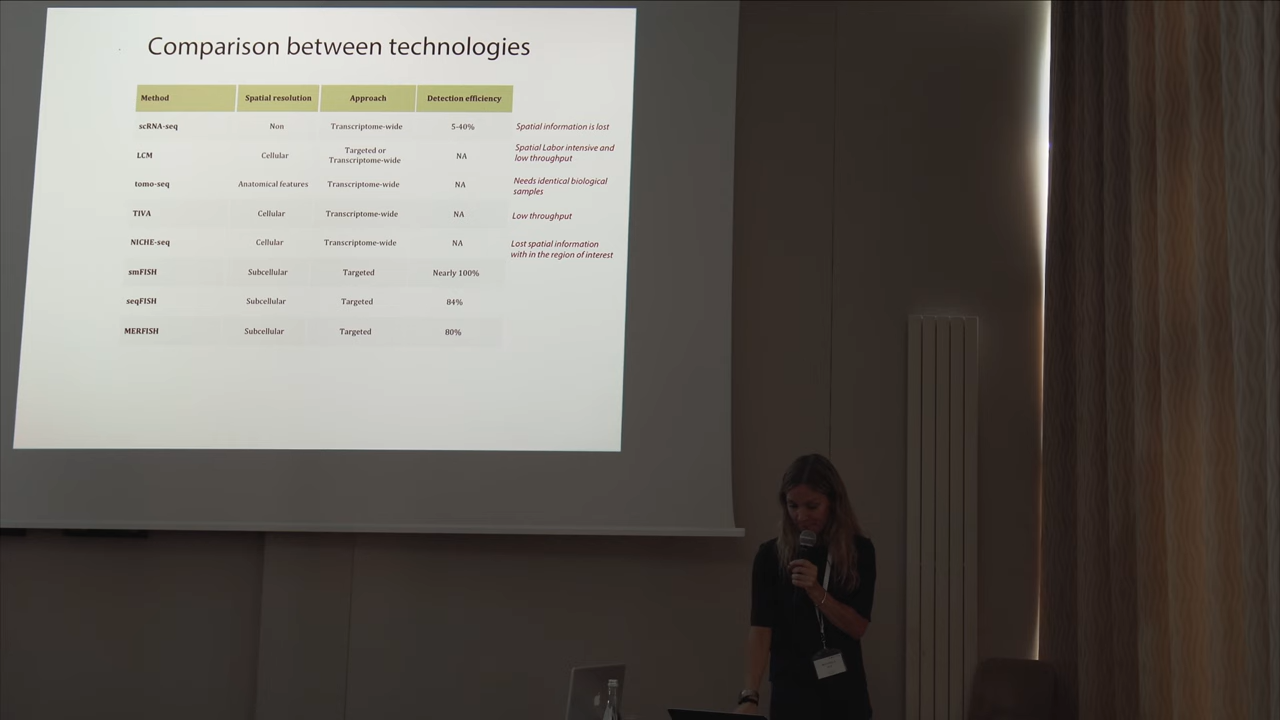 Comparison between technologies
Method Spatial resolution Approach Detection efficiency
scRNA-seq Non Transcriptome-wide 5-40% Spatial information is lost
LCM Cellular Targeted or Transcriptome-wide NA Spatial Labor intensive and low throughput
tomo-seq Anatomical features Transcriptome-wide NA Needs identical biological samples
TIVA Cellular Transcriptome-wide NA Low throughput
NICHE-seq Cellular Transcriptome-wide NA Lost spatial information with in the region of interest
smFISH Subcellular Targeted Nearly 100%
seqFISH Subcellular Targeted 84%
MERFISH Subcellular Targeted 80%